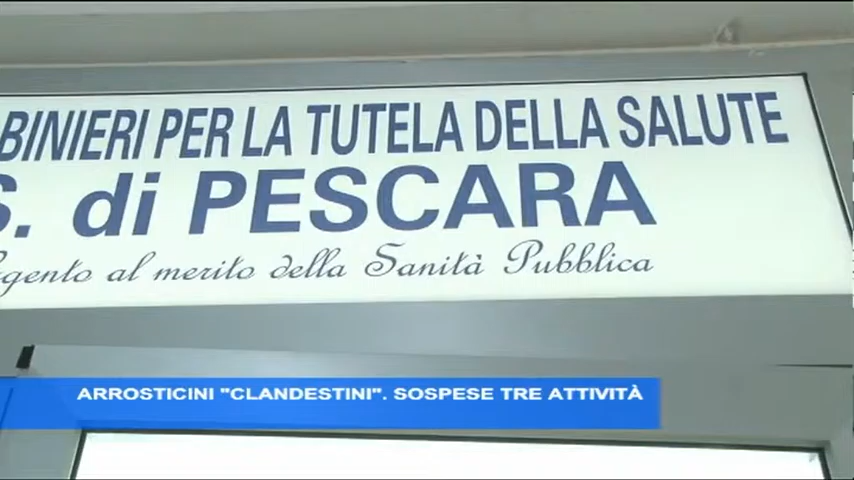 BINIERI PER LA TUTELA DELLA SALUTE
S. di PESCARA
gento al merito della Sanità Pubblica
ARROSTICINI "CLANDESTINI". SOSPESE TRE ATTIVITÀ